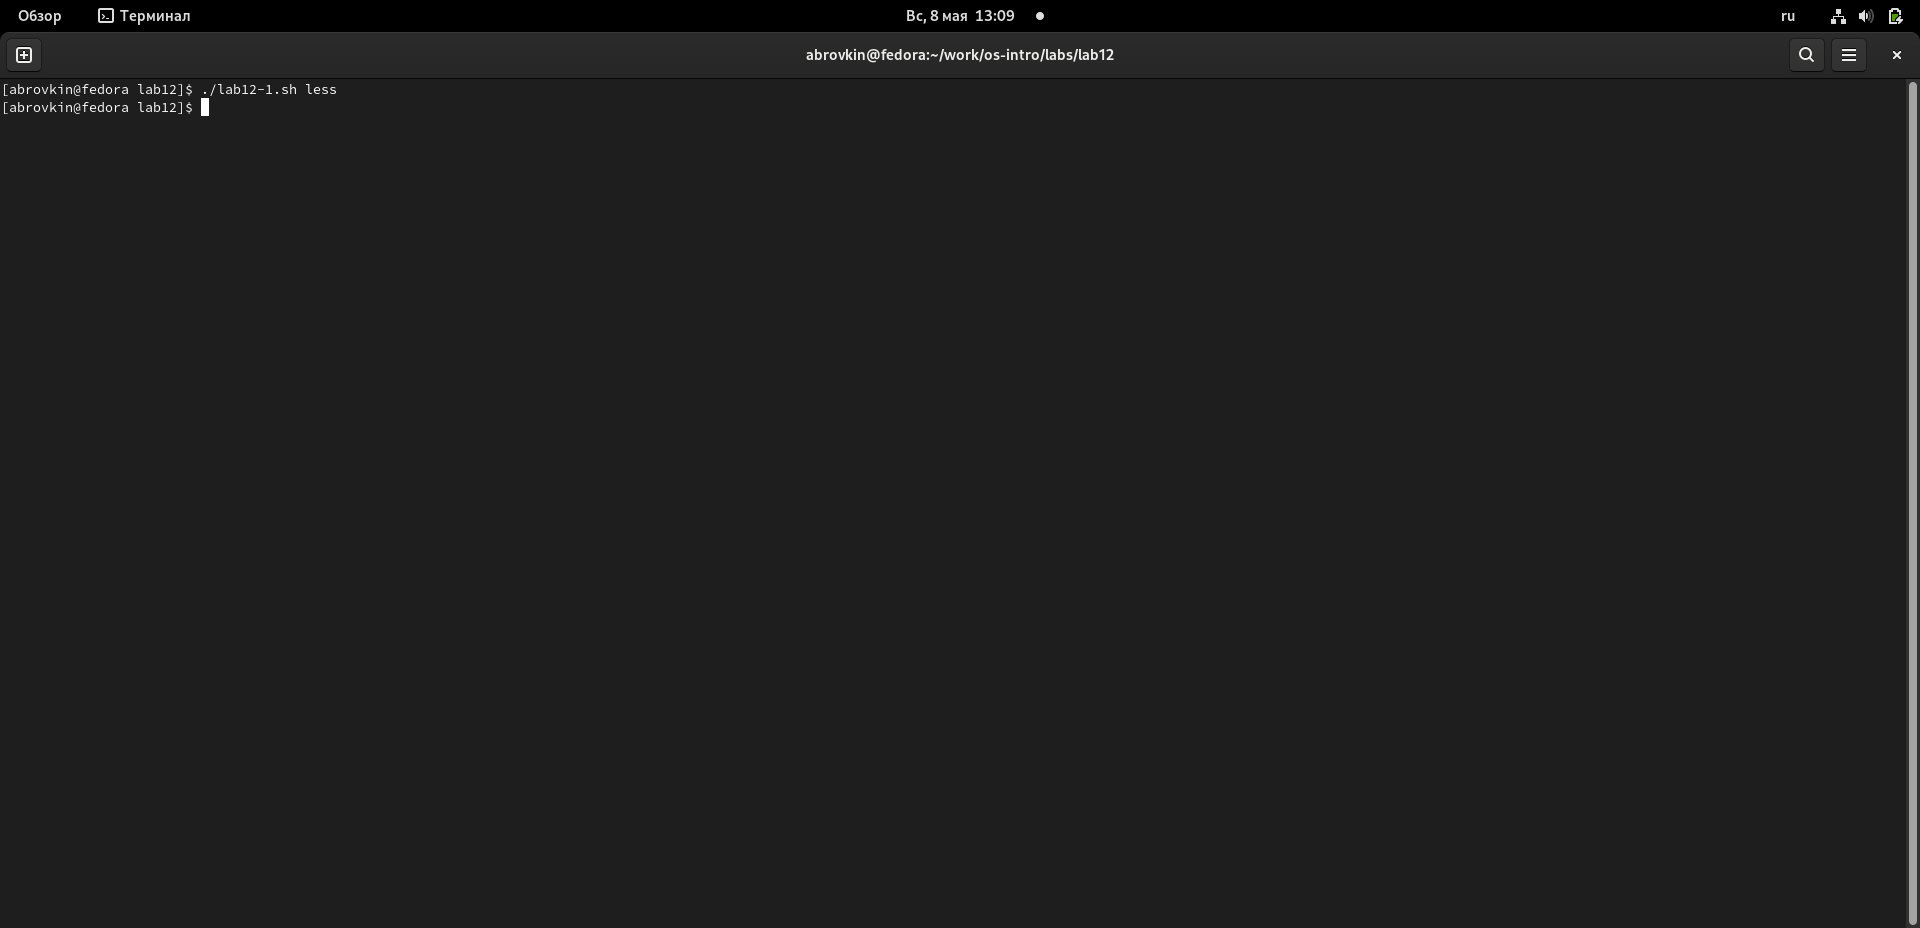 Обзор Терминал Вс, 8 мая 13:09 ru
abrovkin@fedora:~/work/os-intro/labs/lab12
[abrovkin@fedora lab12]$ ./lab12-1.sh less
[abrovkin@fedora lab12]$